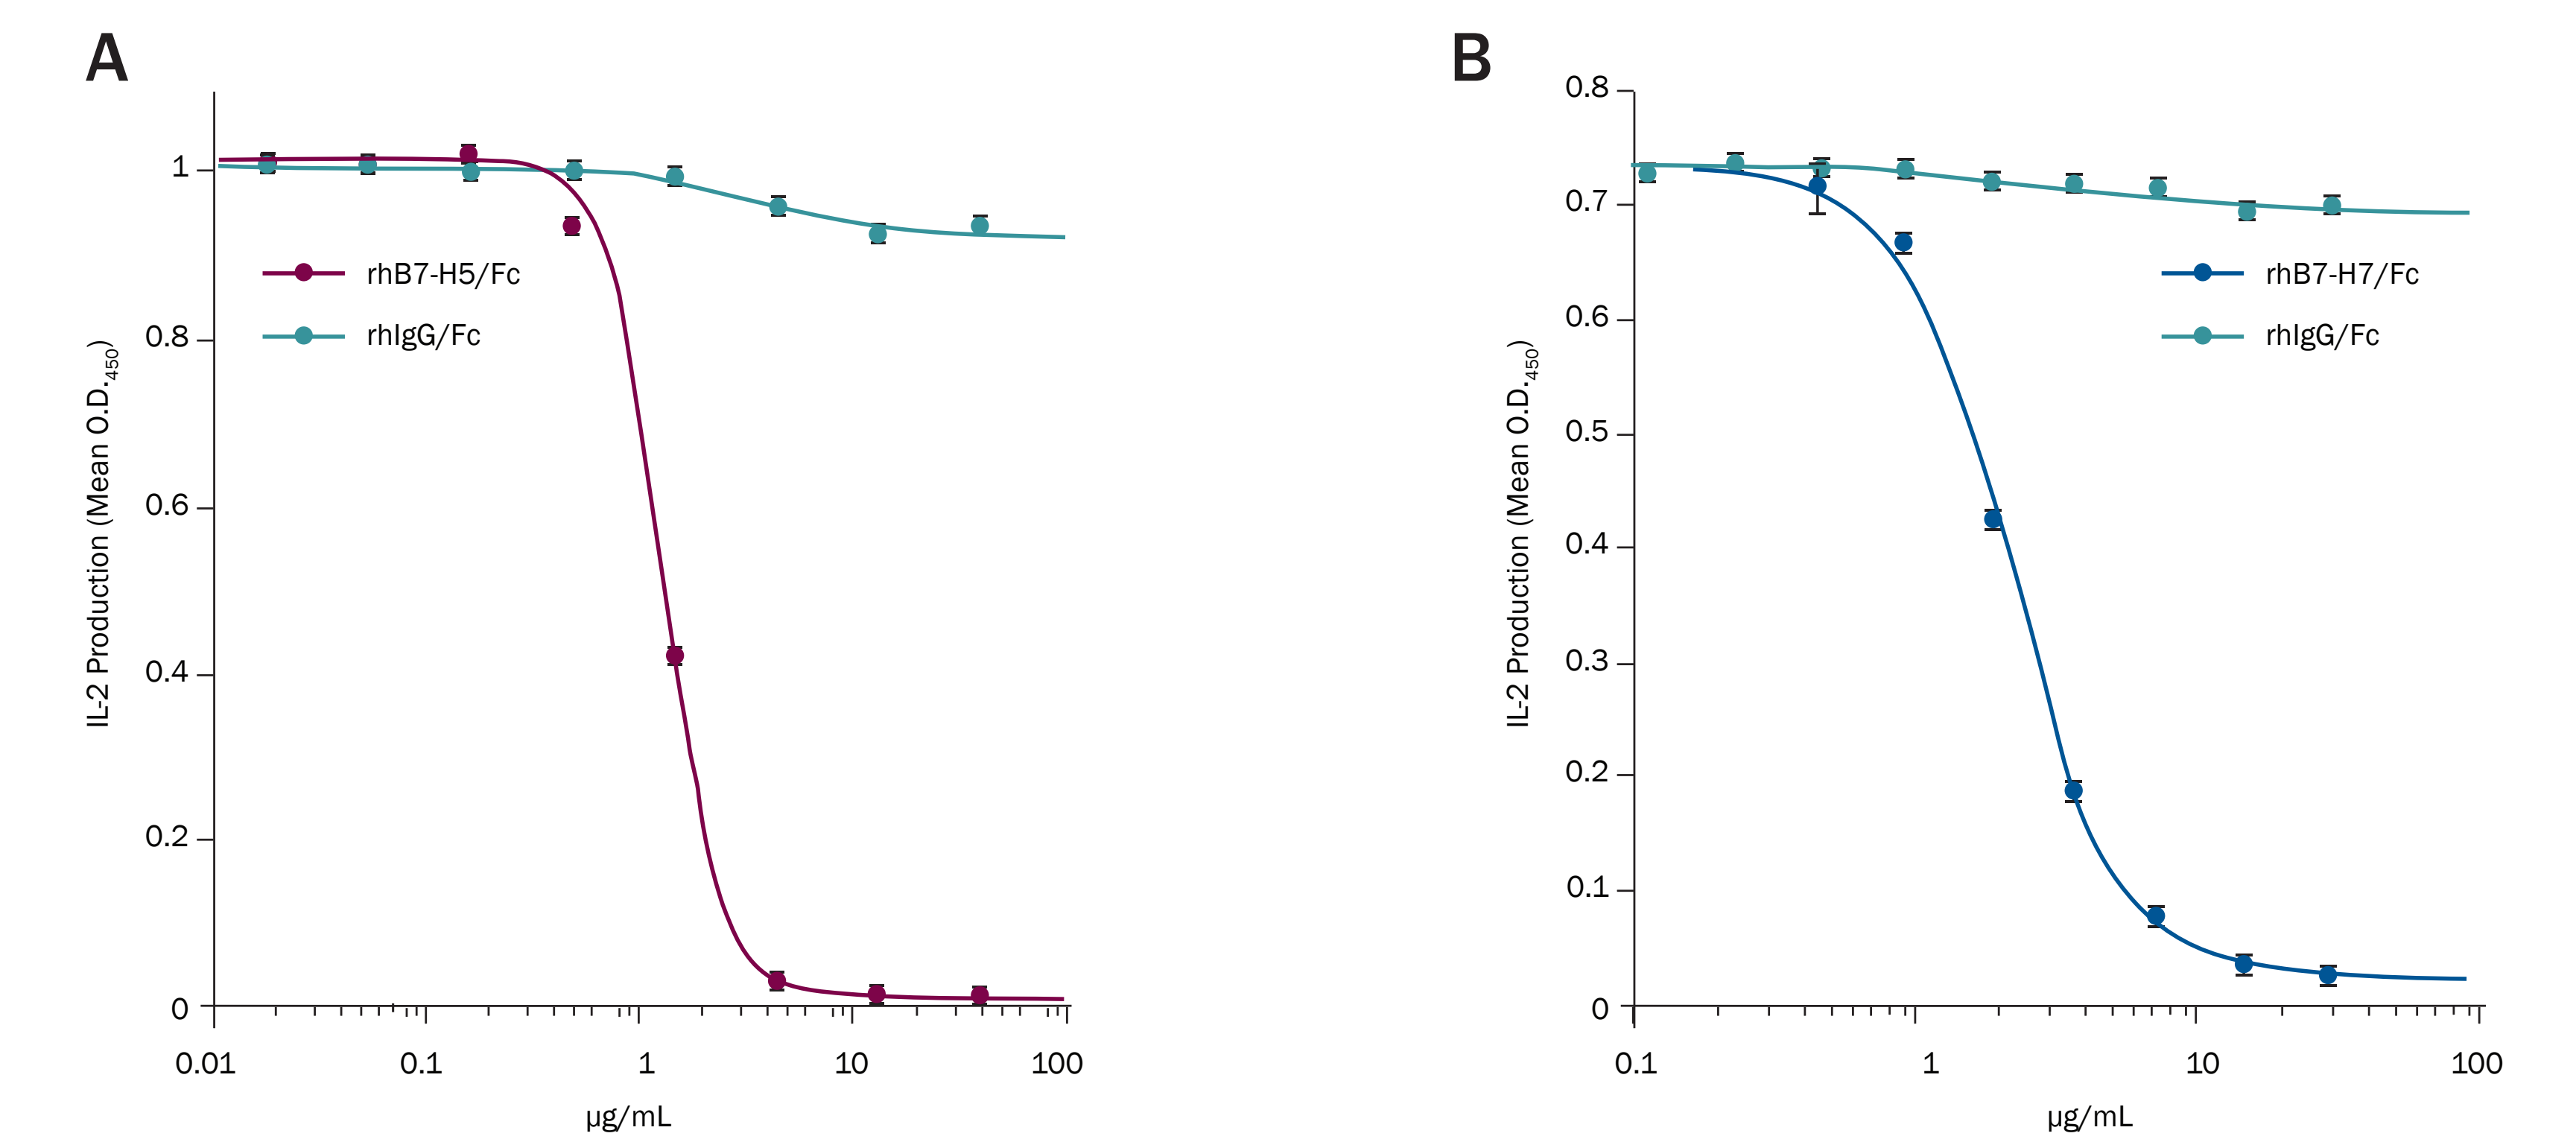 A
1
0.8
0.6
0.4
0.2
0
IL-2 Production (Mean O.D.450)
rhB7-H5/Fc
rhIgG/Fc
0.01 0.1 1 10 100
µg/mL
B
0.8
0.7
0.6
0.5
0.4
0.3
0.2
0.1
0
IL-2 Production (Mean O.D.450)
rhB7-H7/Fc
rhIgG/Fc
0.1 1 10 100
µg/mL